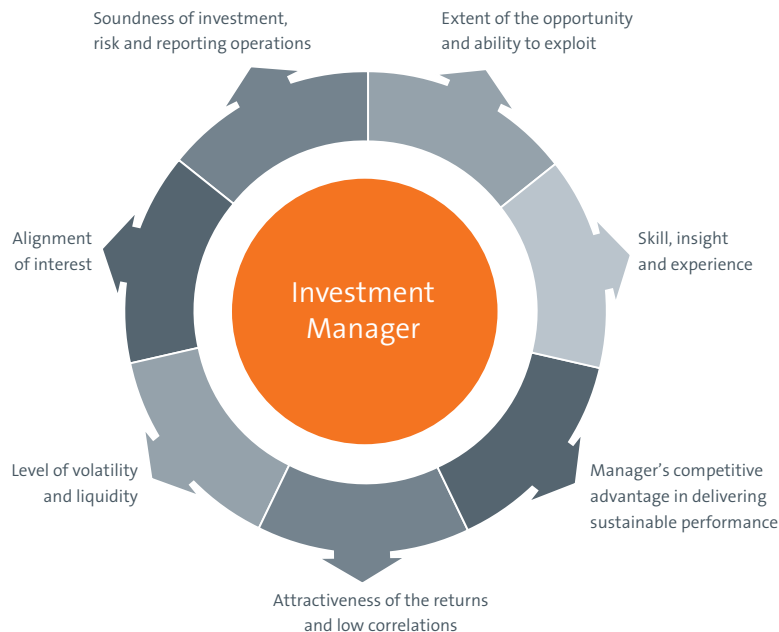 Soundness of investment,
risk and reporting operations
Extent of the opportunity
and ability to exploit
Alignment
of interest
Investment
Manager
Skill, insight
and experience
Level of volatility
and liquidity
Manager’s competitive
advantage in delivering
sustainable performance
Attractiveness of the returns
and low correlations